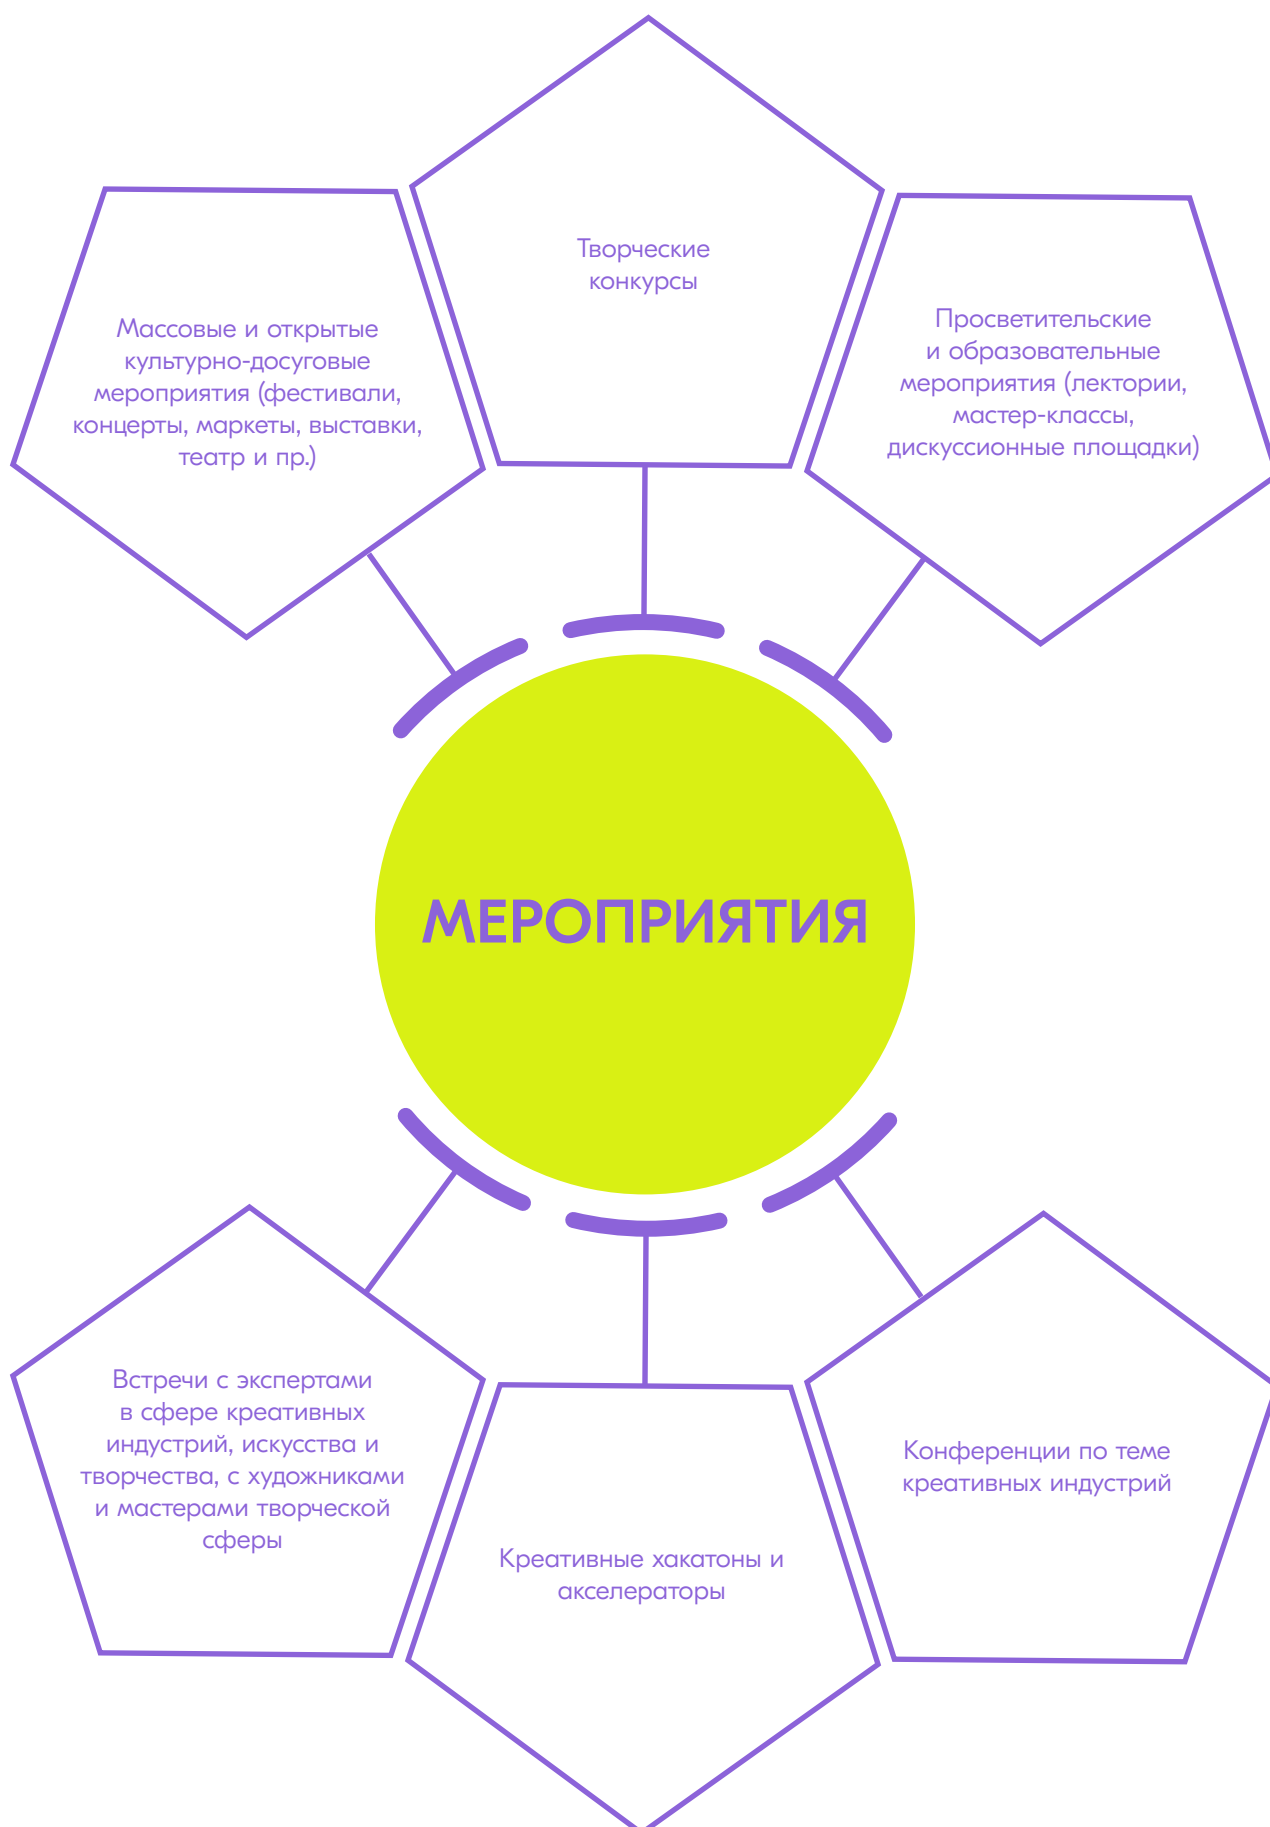 Творческие
конкурсы
Массовые и открытые
культурно-досуговые
мероприятия (фестивали,
концерты, маркеты, выставки,
театр и пр.)
Просветительские
и образовательные
мероприятия (лектории,
мастер-классы,
дискуссионные площадки)
МЕРОПРИЯТИЯ
Встречи с экспертами
в сфере креативных
индустрий, искусства и
творчества, с художниками
и мастерами творческой
сферы
Креативные хакатоны и
акселераторы
Конференции по теме
креативных индустрий